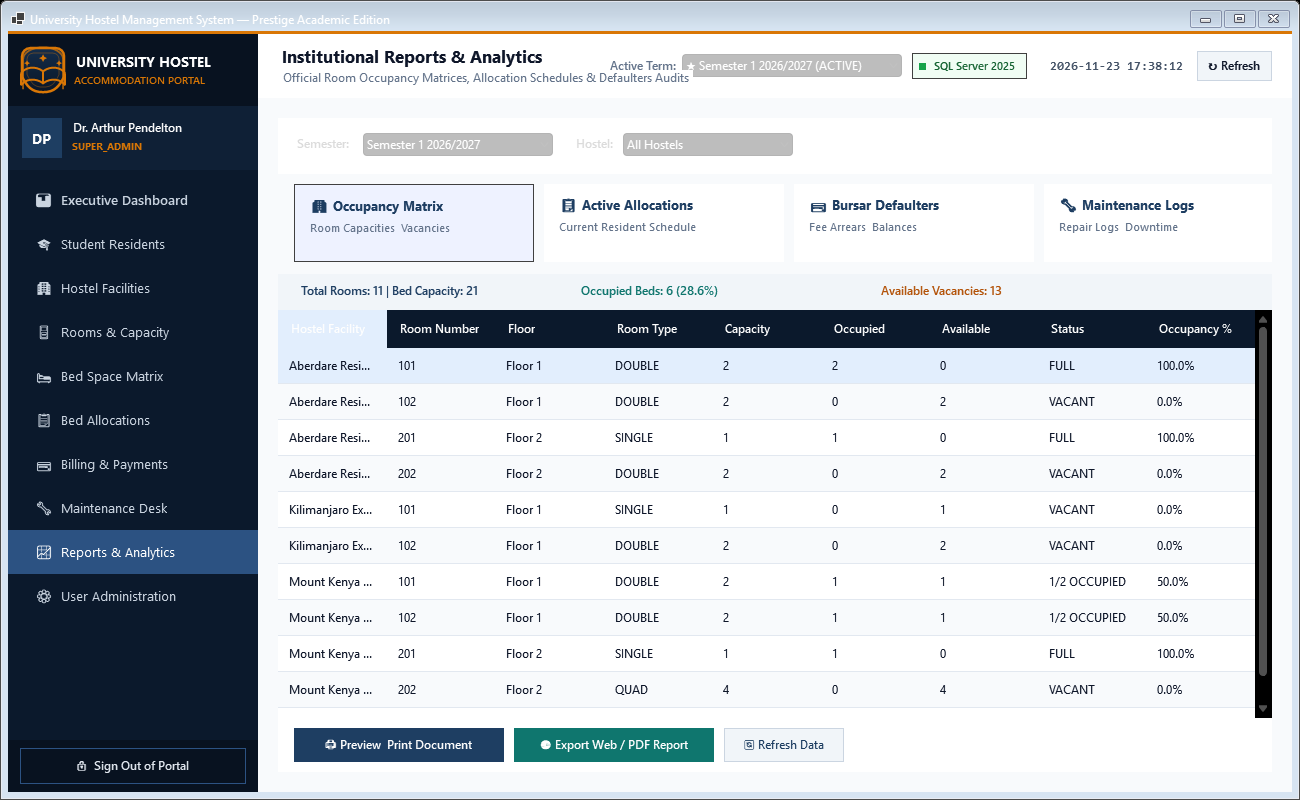 University Hostel Management System — Prestige Academic Edition
UNIVERSITY HOSTEL
ACCOMMODATION PORTAL
DP
Dr. Arthur Pendelton
SUPER_ADMIN
Executive Dashboard
Student Residents
Hostel Facilities
Rooms & Capacity
Bed Space Matrix
Bed Allocations
Billing & Payments
Maintenance Desk
Reports & Analytics
User Administration
Sign Out of Portal
Institutional Reports & Analytics
Official Room Occupancy Matrices, Allocation Schedules & Defaulters Audits
Active Term: ★ Semester 1 2026/2027 (ACTIVE)
SQL Server 2025
2026-11-23 17:38:12
↻ Refresh
Semester: Semester 1 2026/2027 Hostel: All Hostels
Occupancy Matrix
Room Capacities Vacancies
Active Allocations
Current Resident Schedule
Bursar Defaulters
Fee Arrears Balances
Maintenance Logs
Repair Logs Downtime
Total Rooms: 11 | Bed Capacity: 21 Occupied Beds: 6 (28.6%) Available Vacancies: 13
Hostel Facility Room Number Floor Room Type Capacity Occupied Available Status Occupancy %
Aberdare Resi... 101 Floor 1 DOUBLE 2 2 0 FULL 100.0%
Aberdare Resi... 102 Floor 1 DOUBLE 2 0 2 VACANT 0.0%
Aberdare Resi... 201 Floor 2 SINGLE 1 1 0 FULL 100.0%
Aberdare Resi... 202 Floor 2 DOUBLE 2 0 2 VACANT 0.0%
Kilimanjaro Ex... 101 Floor 1 SINGLE 1 0 1 VACANT 0.0%
Kilimanjaro Ex... 102 Floor 1 DOUBLE 2 0 2 VACANT 0.0%
Mount Kenya ... 101 Floor 1 DOUBLE 2 1 1 1/2 OCCUPIED 50.0%
Mount Kenya ... 102 Floor 1 DOUBLE 2 1 1 1/2 OCCUPIED 50.0%
Mount Kenya ... 201 Floor 2 SINGLE 1 1 0 FULL 100.0%
Mount Kenya ... 202 Floor 2 QUAD 4 0 4 VACANT 0.0%
Preview Print Document
Export Web / PDF Report
Refresh Data